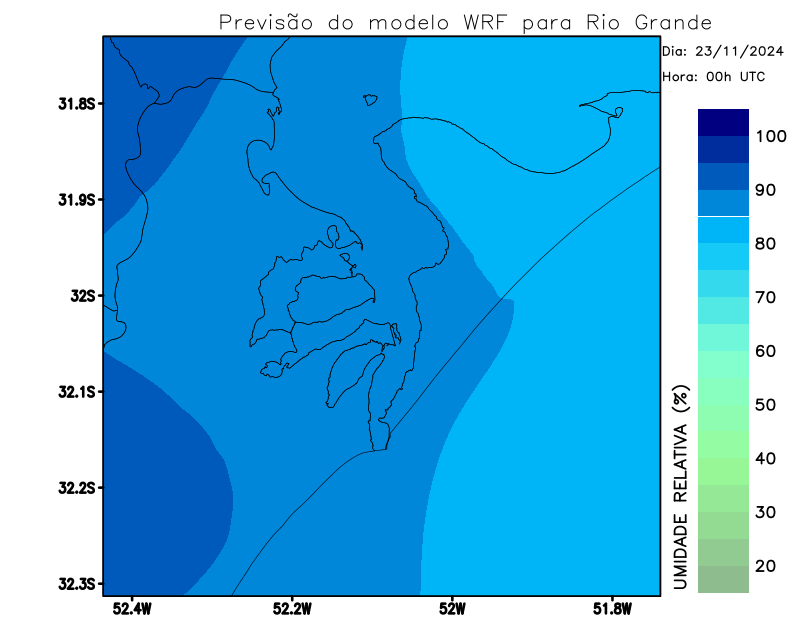 Previsão do modelo WRF para Rio Grande
Dia: 23/11/2024
Hora: 00h UTC
31.8S
31.9S
32S
32.1S
32.2S
32.3S
52.4W
52.2W
52W
51.8W
UMIDADE RELATIVA (%)
100
90
80
70
60
50
40
30
20